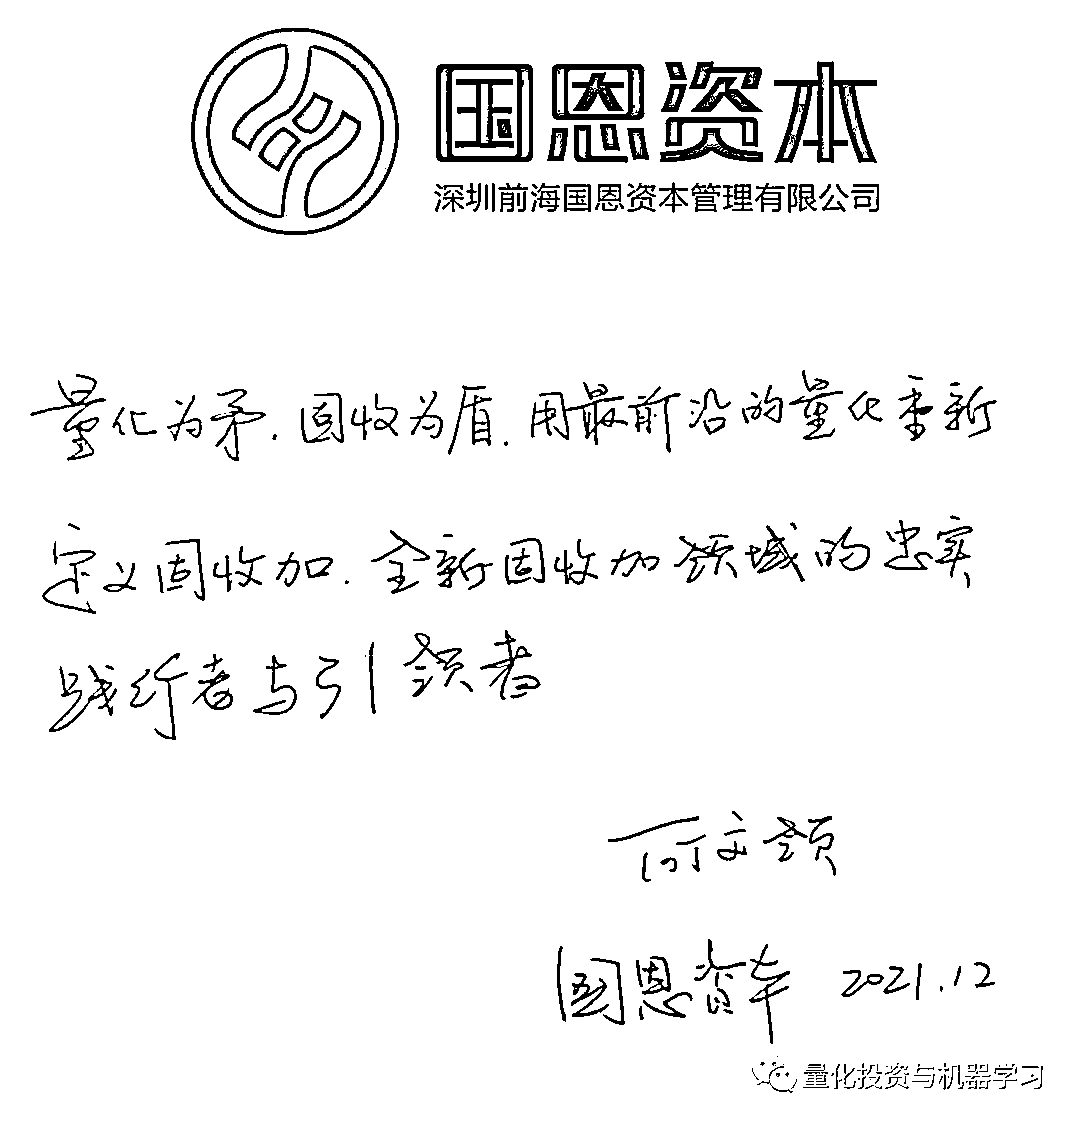 国恩资本
深圳前海国恩资本管理有限公司
量化为矛.固收为盾.用最前沿的量化重新
定义固收加.全新固收加领域的忠实
践行者与引领者
国恩资本 2021.12
量化投资与机器学习